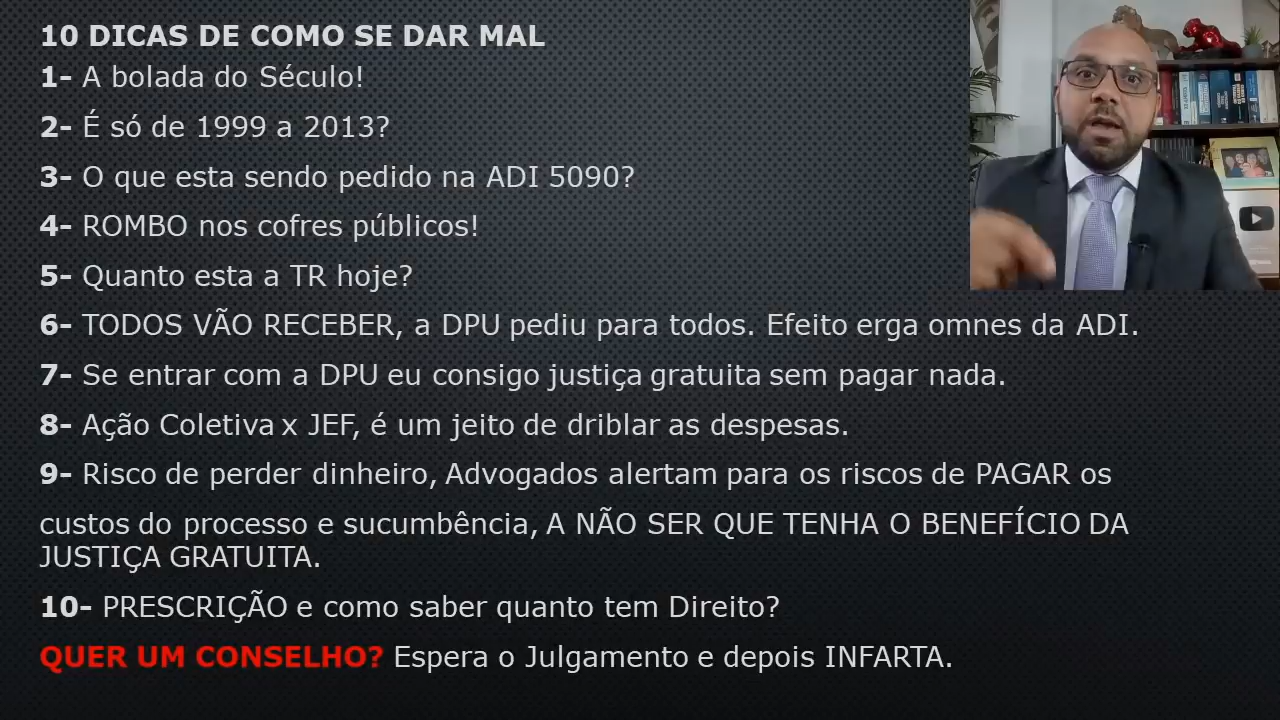 10 DICAS DE COMO SE DAR MAL
1- A bolada do Século!
2- É só de 1999 a 2013?
3- O que esta sendo pedido na ADI 5090?
4- ROMBO nos cofres públicos!
5- Quanto esta a TR hoje?
6- TODOS VÃO RECEBER, a DPU pediu para todos. Efeito erga omnes da ADI.
7- Se entrar com a DPU eu consigo justiça gratuita sem pagar nada.
8- Ação Coletiva x JEF, é um jeito de driblar as despesas.
9- Risco de perder dinheiro, Advogados alertam para os riscos de PAGAR os
custos do processo e sucumbência, A NÃO SER QUE TENHA O BENEFÍCIO DA
JUSTIÇA GRATUITA.
10- PRESCRIÇÃO e como saber quanto tem Direito?
QUER UM CONSELHO? Espera o Julgamento e depois INFARTA.